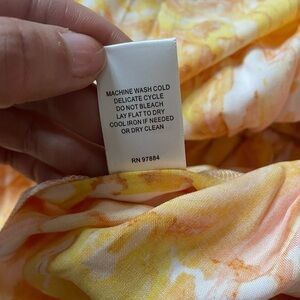 MACHINE WASH COLD
DELICATE CYCLE
DO NOT BLEACH
LAY FLAT TO DRY
COOL IRON IF NEEDED
OR DRY CLEAN
RN 97884